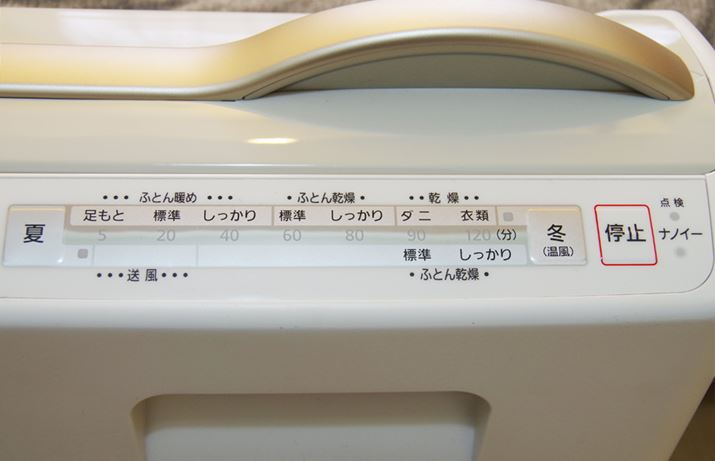 ふとん暖め ふとん乾燥 乾燥
点検
足もと 標準 しっかり 標準 しっかり ダニ 衣類
夏 5 20 40 60 80 90 120 (分) 冬 (温風) 停止 ナノイー
標準 しっかり
送風 ふとん乾燥